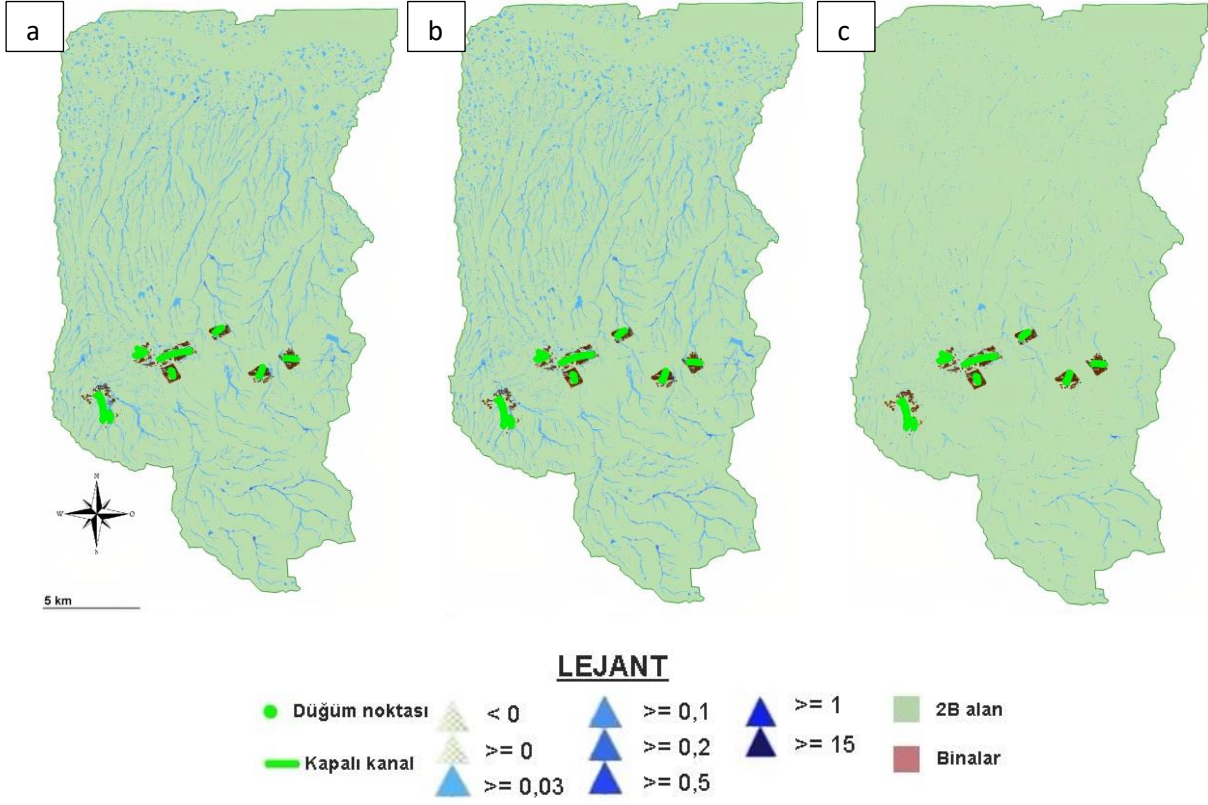 a
b
c
N
W
O
S
5 km
LEJANT
Düğüm noktası
Kapalı kanal
< 0
>= 0
>= 0,03
>= 0,1
>= 0,2
>= 0,5
>= 1
>= 15
2B alan
Binalar